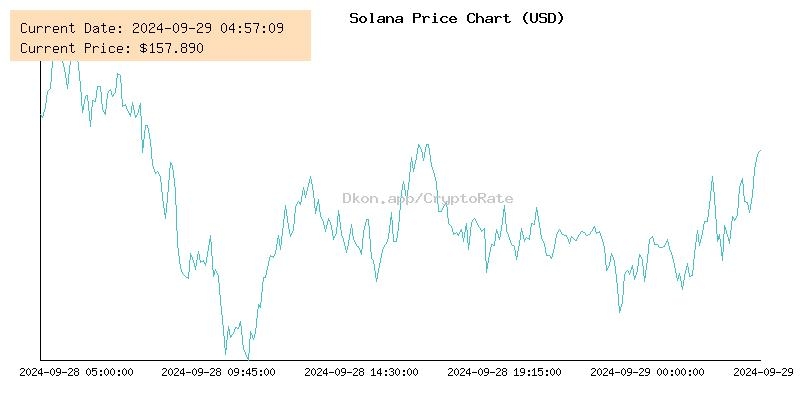 Solana Price Chart (USD)
Current Date: 2024-09-29 04:57:09
Current Price: $157.890
Dkon.app/CryptoRate
2024-09-28 05:00:00 2024-09-28 09:45:00 2024-09-28 14:30:00 2024-09-28 19:15:00 2024-09-29 00:00:00 2024-09-29